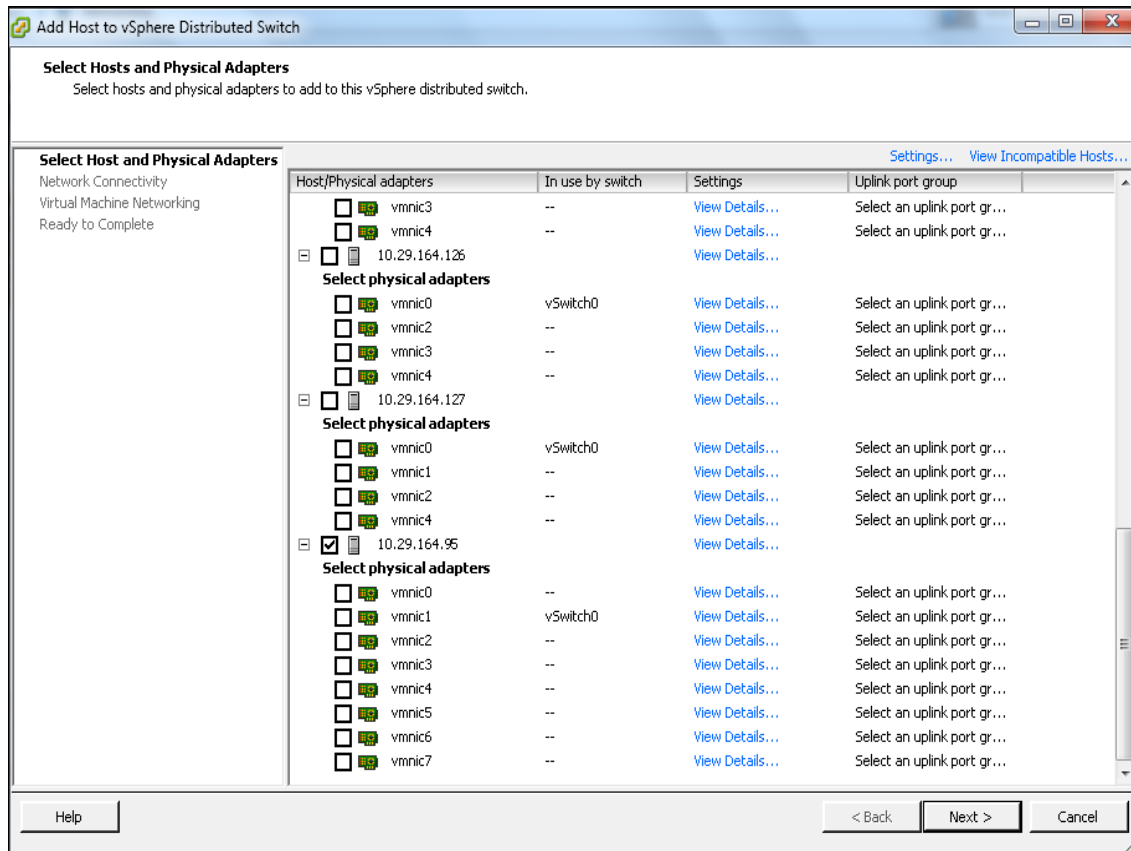 Add Host to vSphere Distributed Switch
Select Hosts and Physical Adapters
Select hosts and physical adapters to add to this vSphere distributed switch.
Select Host and Physical Adapters
Network Connectivity
Virtual Machine Networking
Ready to Complete
Settings... View Incompatible Hosts...
Host/Physical adapters In use by switch Settings Uplink port group
vmnic3 -- View Details... Select an uplink port gr...
vmnic4 -- View Details... Select an uplink port gr...
10.29.164.126 View Details...
Select physical adapters
vmnic0 vSwitch0 View Details... Select an uplink port gr...
vmnic2 -- View Details... Select an uplink port gr...
vmnic3 -- View Details... Select an uplink port gr...
vmnic4 -- View Details... Select an uplink port gr...
10.29.164.127 View Details...
Select physical adapters
vmnic0 vSwitch0 View Details... Select an uplink port gr...
vmnic1 -- View Details... Select an uplink port gr...
vmnic2 -- View Details... Select an uplink port gr...
vmnic4 -- View Details... Select an uplink port gr...
10.29.164.95 View Details...
Select physical adapters
vmnic0 -- View Details... Select an uplink port gr...
vmnic1 vSwitch0 View Details... Select an uplink port gr...
vmnic2 -- View Details... Select an uplink port gr...
vmnic3 -- View Details... Select an uplink port gr...
vmnic4 -- View Details... Select an uplink port gr...
vmnic5 -- View Details... Select an uplink port gr...
vmnic6 -- View Details... Select an uplink port gr...
vmnic7 -- View Details... Select an uplink port gr...
Help < Back Next > Cancel